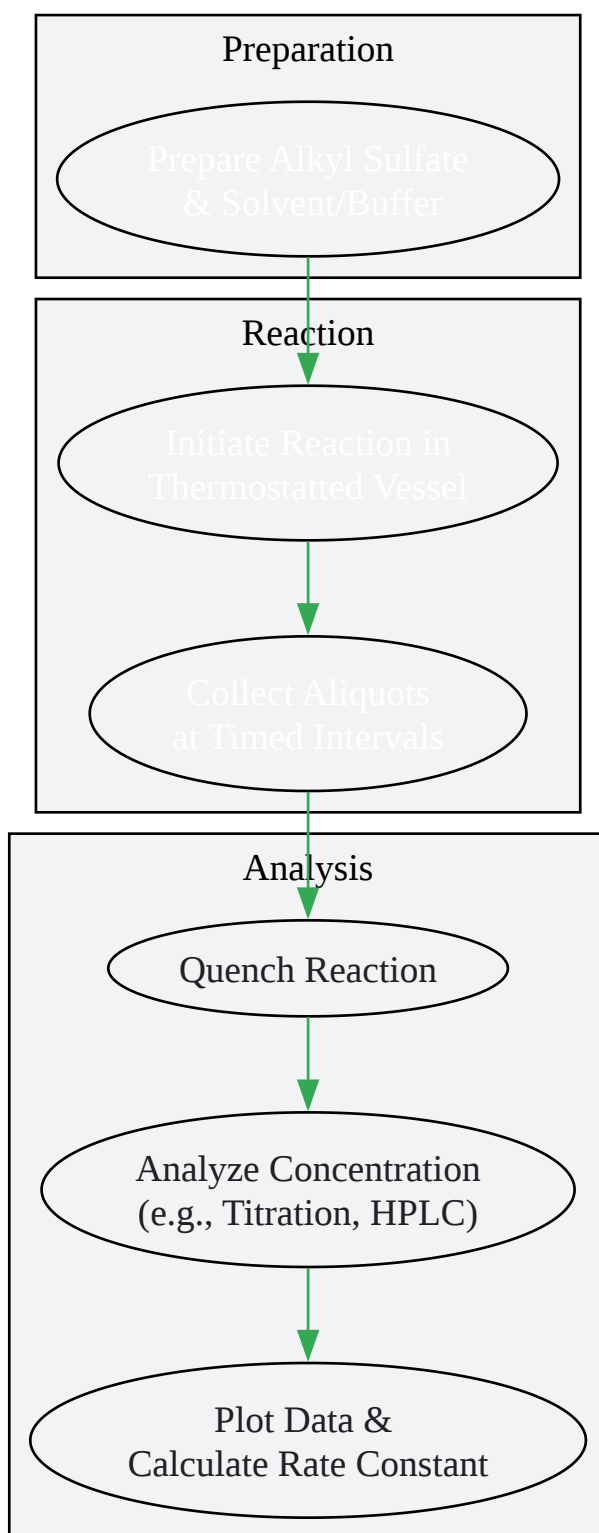 Preparation
Prepare Alkyl Sulfate
& Solvent/Buffer
Reaction
Initiate Reaction in
Thermostatted Vessel
Collect Aliquots
at Timed Intervals
Analysis
Quench Reaction
Analyze Concentration
(e.g., Titration, HPLC)
Plot Data &
Calculate Rate Constant